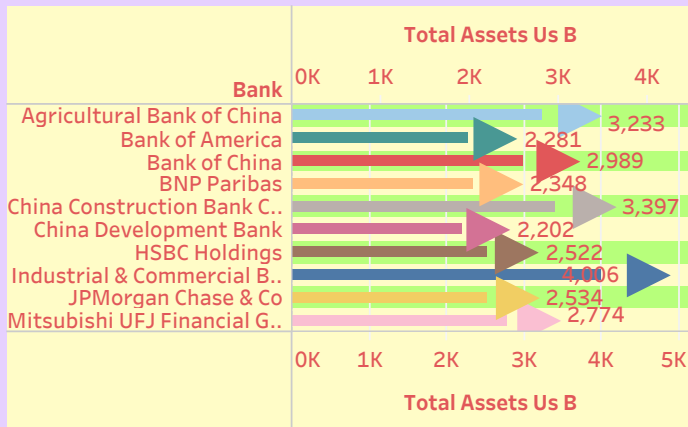 Total Assets Us B
Bank 0K 1K 2K 3K 4K
Agricultural Bank of China 3,233
Bank of America 2,281
Bank of China 2,989
BNP Paribas 2,348
China Construction Bank C.. 3,397
China Development Bank 2,202
HSBC Holdings 2,522
Industrial & Commercial B.. 4,006
JPMorgan Chase & Co 2,534
Mitsubishi UFJ Financial G.. 2,774
0K 1K 2K 3K 4K 5K
Total Assets Us B